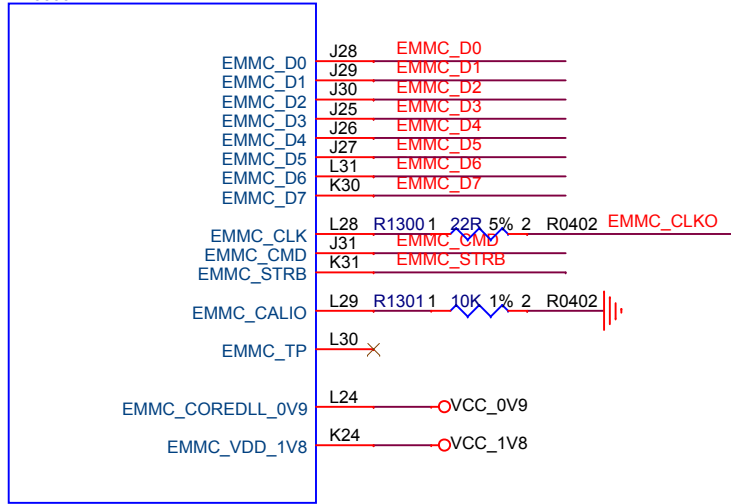 EMMC_D0 J28 EMMC_D0
EMMC_D1 J29 EMMC_D1
EMMC_D2 J30 EMMC_D2
EMMC_D3 J25 EMMC_D3
EMMC_D4 J26 EMMC_D4
EMMC_D5 J27 EMMC_D5
EMMC_D6 L31 EMMC_D6
EMMC_D7 K30 EMMC_D7
EMMC_CLK L28 R1300 1 22R 5% 2 R0402 EMMC_CLKO
EMMC_CMD J31 EMMC_CMD
EMMC_STRB K31 EMMC_STRB
EMMC_CALIO L29 R1301 1 10K 1% 2 R0402
EMMC_TP L30
EMMC_COREDLL_0V9 L24 VCC_0V9
EMMC_VDD_1V8 K24 VCC_1V8